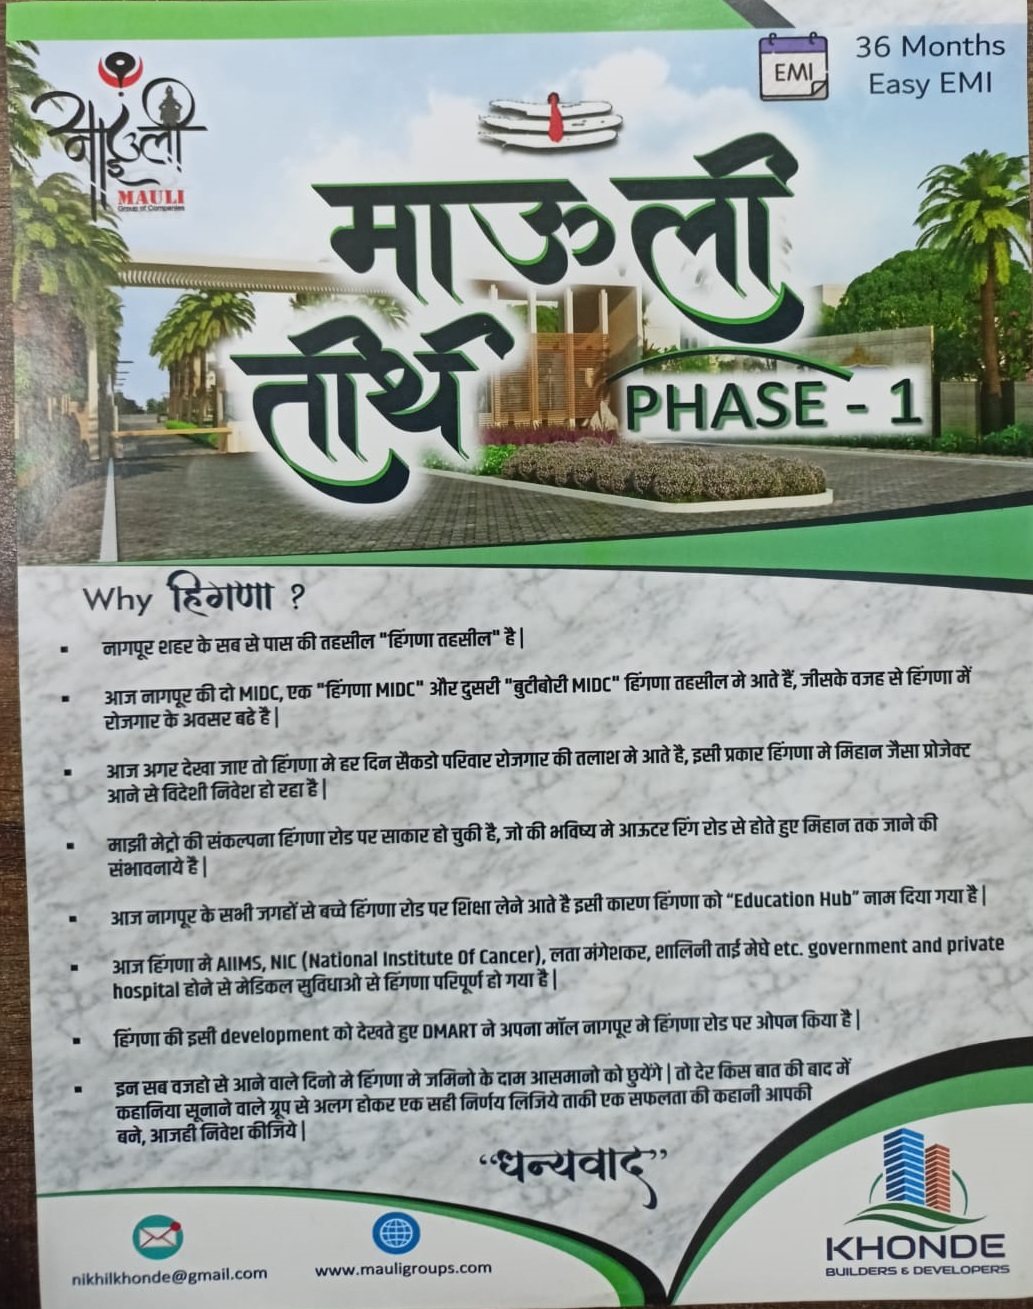 EMI
36 Months
Easy EMI
माऊली
MAULI
Group of Companies
माऊली
तीर्थ
PHASE - 1
Why हिंगणा ?
▪ नागपूर शहर के सब से पास की तहसील "हिंगणा तहसील" है |
▪ आज नागपूर की दो MIDC, एक "हिंगणा MIDC" और दुसरी "बुटीबोरी MIDC" हिंगणा तहसील मे आते हैं, जीसके वजह से हिंगणा में
रोजगार के अवसर बढे है |
▪ आज अगर देखा जाए तो हिंगणा मे हर दिन सैकडो परिवार रोजगार की तलाश मे आते है, इसी प्रकार हिंगणा मे मिहान जैसा प्रोजेक्ट
आने से विदेशी निवेश हो रहा है |
▪ माझी मेट्रो की संकल्पना हिंगणा रोड पर साकार हो चुकी है, जो की भविष्य मे आऊटर रिंग रोड से होते हुए मिहान तक जाने की
संभावनाये है |
▪ आज नागपूर के सभी जगहों से बच्चे हिंगणा रोड पर शिक्षा लेने आते है इसी कारण हिंगणा को “Education Hub” नाम दिया गया है |
▪ आज हिंगणा मे AIIMS, NIC (National Institute Of Cancer), लता मंगेशकर, शालिनी ताई मेघे etc. government and private
hospital होने से मेडिकल सुविधाओ से हिंगणा परिपूर्ण हो गया है |
▪ हिंगणा की इसी development को देखते हुए DMART ने अपना मॉल नागपूर मे हिंगणा रोड पर ओपन किया है |
▪ इन सब वजहो से आने वाले दिनो मे हिंगणा मे जमिनो के दाम आसमानो को छुयेंगे | तो देर किस बात की बाद में
कहानिया सूनाने वाले ग्रूप से अलग होकर एक सही निर्णय लिजिये ताकी एक सफलता की कहानी आपकी
बने, आजही निवेश कीजिये |
“धन्यवाद”
nikhilkhonde@gmail.com
www.mauligroups.com
KHONDE
BUILDERS & DEVELOPERS